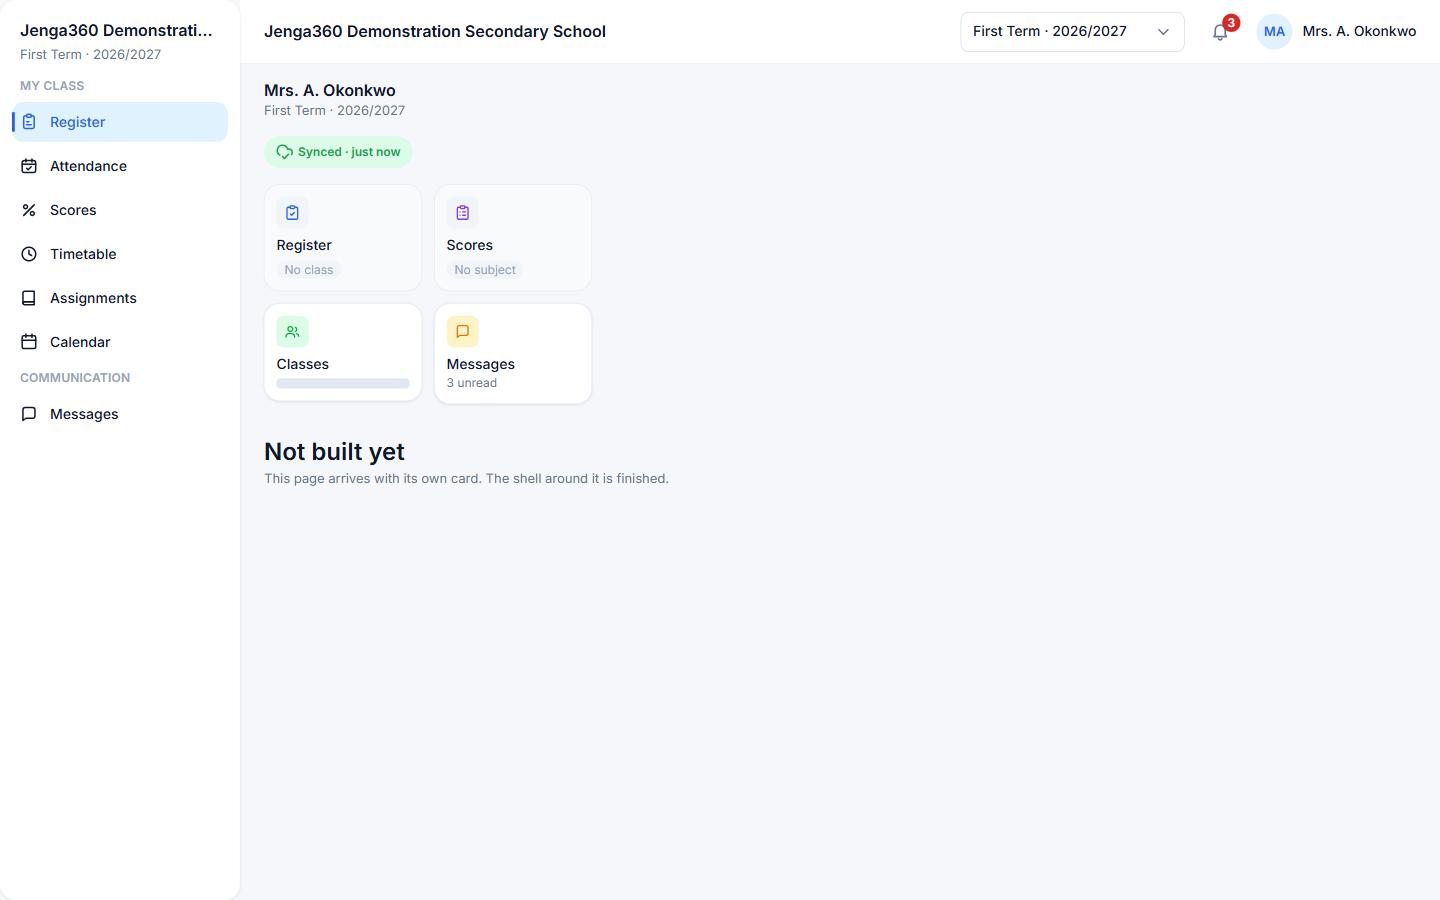 Jenga360 Demonstrati...
First Term · 2026/2027
MY CLASS
Register
Attendance
Scores
Timetable
Assignments
Calendar
COMMUNICATION
Messages
Jenga360 Demonstration Secondary School
First Term · 2026/2027
3
MA
Mrs. A. Okonkwo
Mrs. A. Okonkwo
First Term · 2026/2027
Synced · just now
Register
No class
Scores
No subject
Classes
Messages
3 unread
Not built yet
This page arrives with its own card. The shell around it is finished.